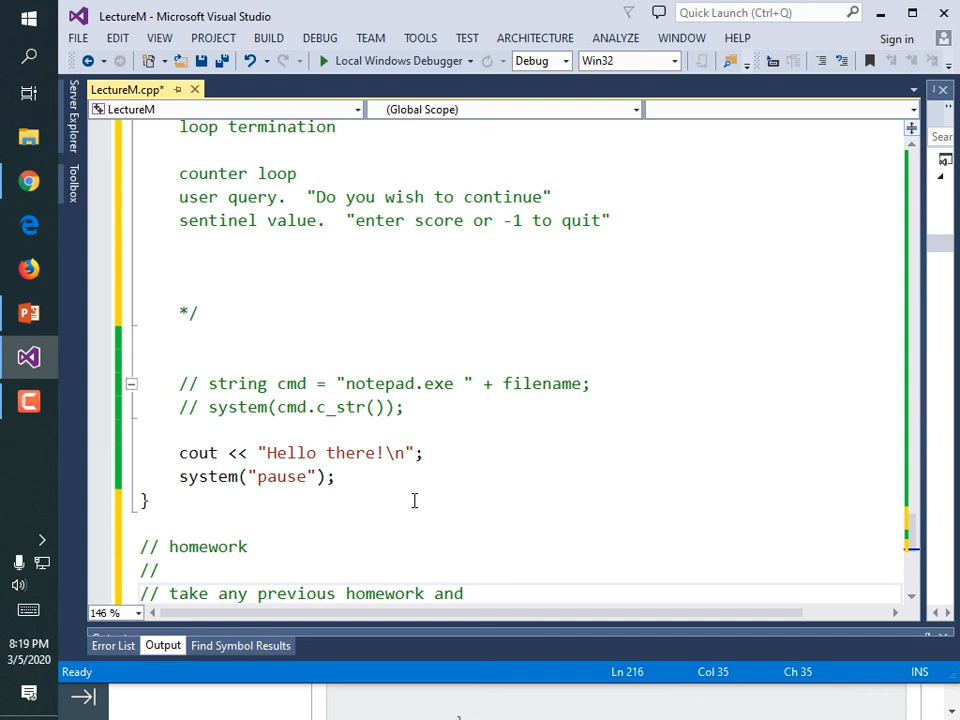 LectureM - Microsoft Visual Studio
Quick Launch (Ctrl+Q)
FILE EDIT VIEW PROJECT BUILD DEBUG TEAM TOOLS TEST ARCHITECTURE ANALYZE WINDOW HELP
Sign in
Local Windows Debugger Debug Win32
Server Explorer
Toolbox
LectureM.cpp*
LectureM (Global Scope)
Sear
loop termination
counter loop
user query. "Do you wish to continue"
sentinel value. "enter score or -1 to quit"
*/
// string cmd = "notepad.exe " + filename;
// system(cmd.c_str());
cout << "Hello there!\n";
system("pause");
}
// homework
//
// take any previous homework and
146 %
Error List Output Find Symbol Results
Ready Ln 216 Col 35 Ch 35 INS
8:19 PM
3/5/2020